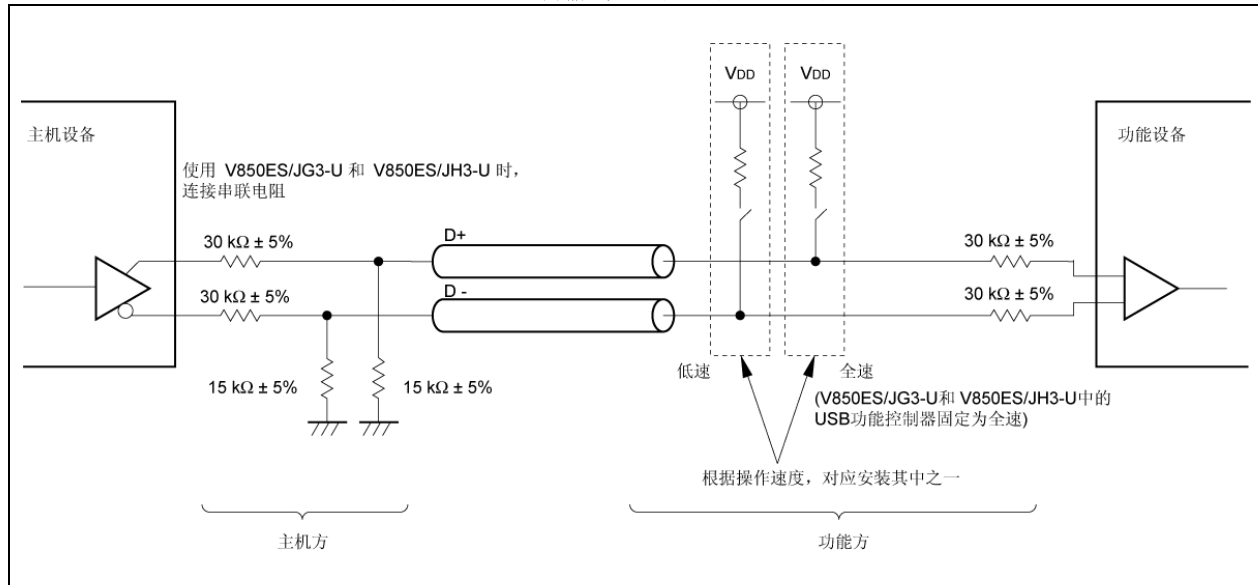 VDD
VDD
主机设备
功能设备
使用 V850ES/JG3-U 和 V850ES/JH3-U 时，
连接串联电阻
D+
30 kΩ ± 5%
30 kΩ ± 5%
D -
30 kΩ ± 5%
30 kΩ ± 5%
15 kΩ ± 5%
15 kΩ ± 5%
低速
全速
(V850ES/JG3-U和 V850ES/JH3-U中的
USB功能控制器固定为全速)
根据操作速度，对应安装其中之一
主机方
功能方